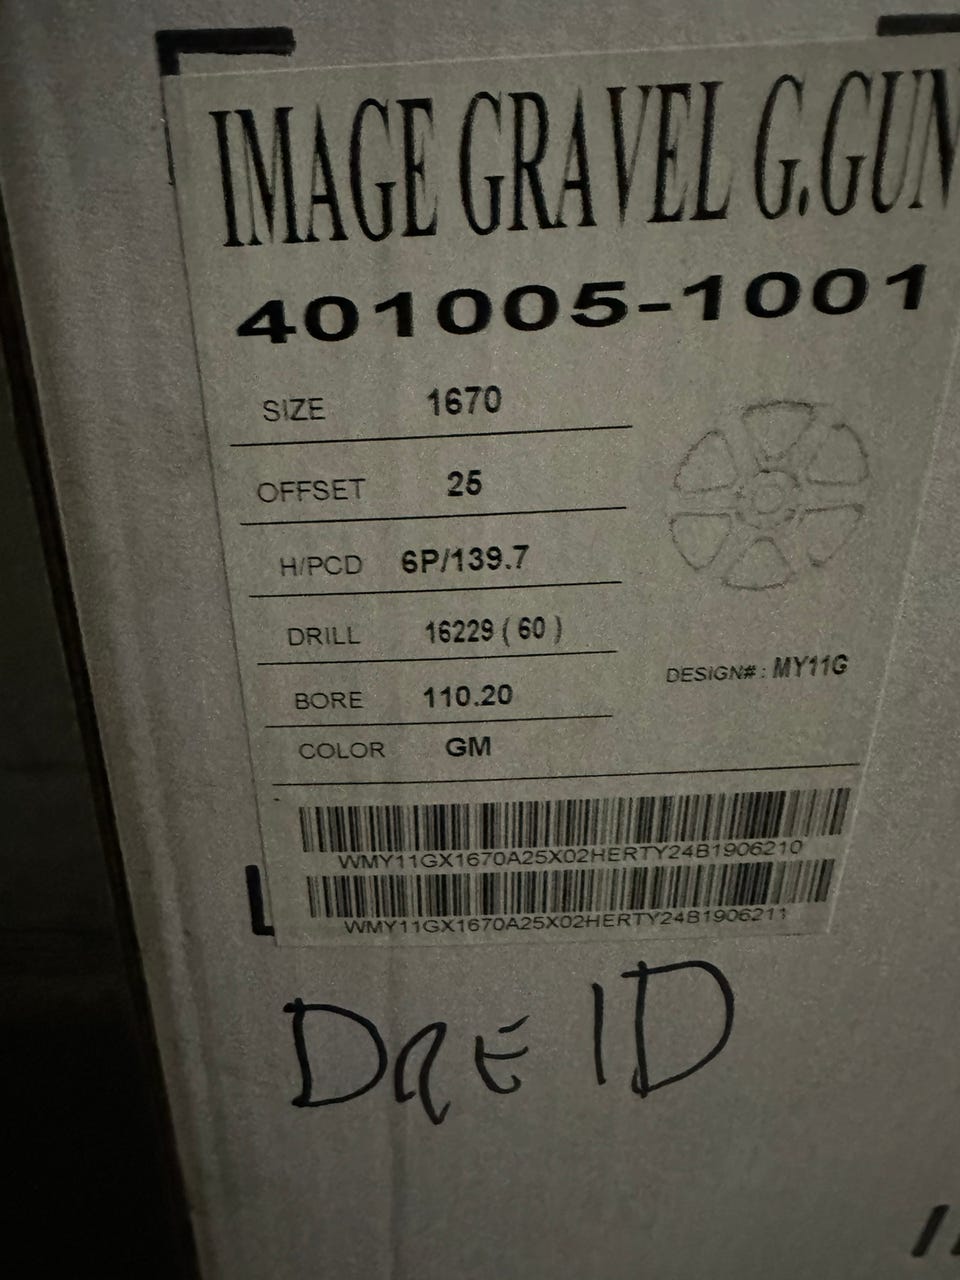 IMAGE GRAVEL G.GUN
401005-1001
SIZE 1670
OFFSET 25
H/PCD 6P/139.7
DRILL 16229 ( 60 )
BORE 110.20
COLOR GM
DESIGN# : MY11G
WMY11GX1670A25X02HERTY24B1906210
WMY11GX1670A25X02HERTY24B1906211
DRE ID